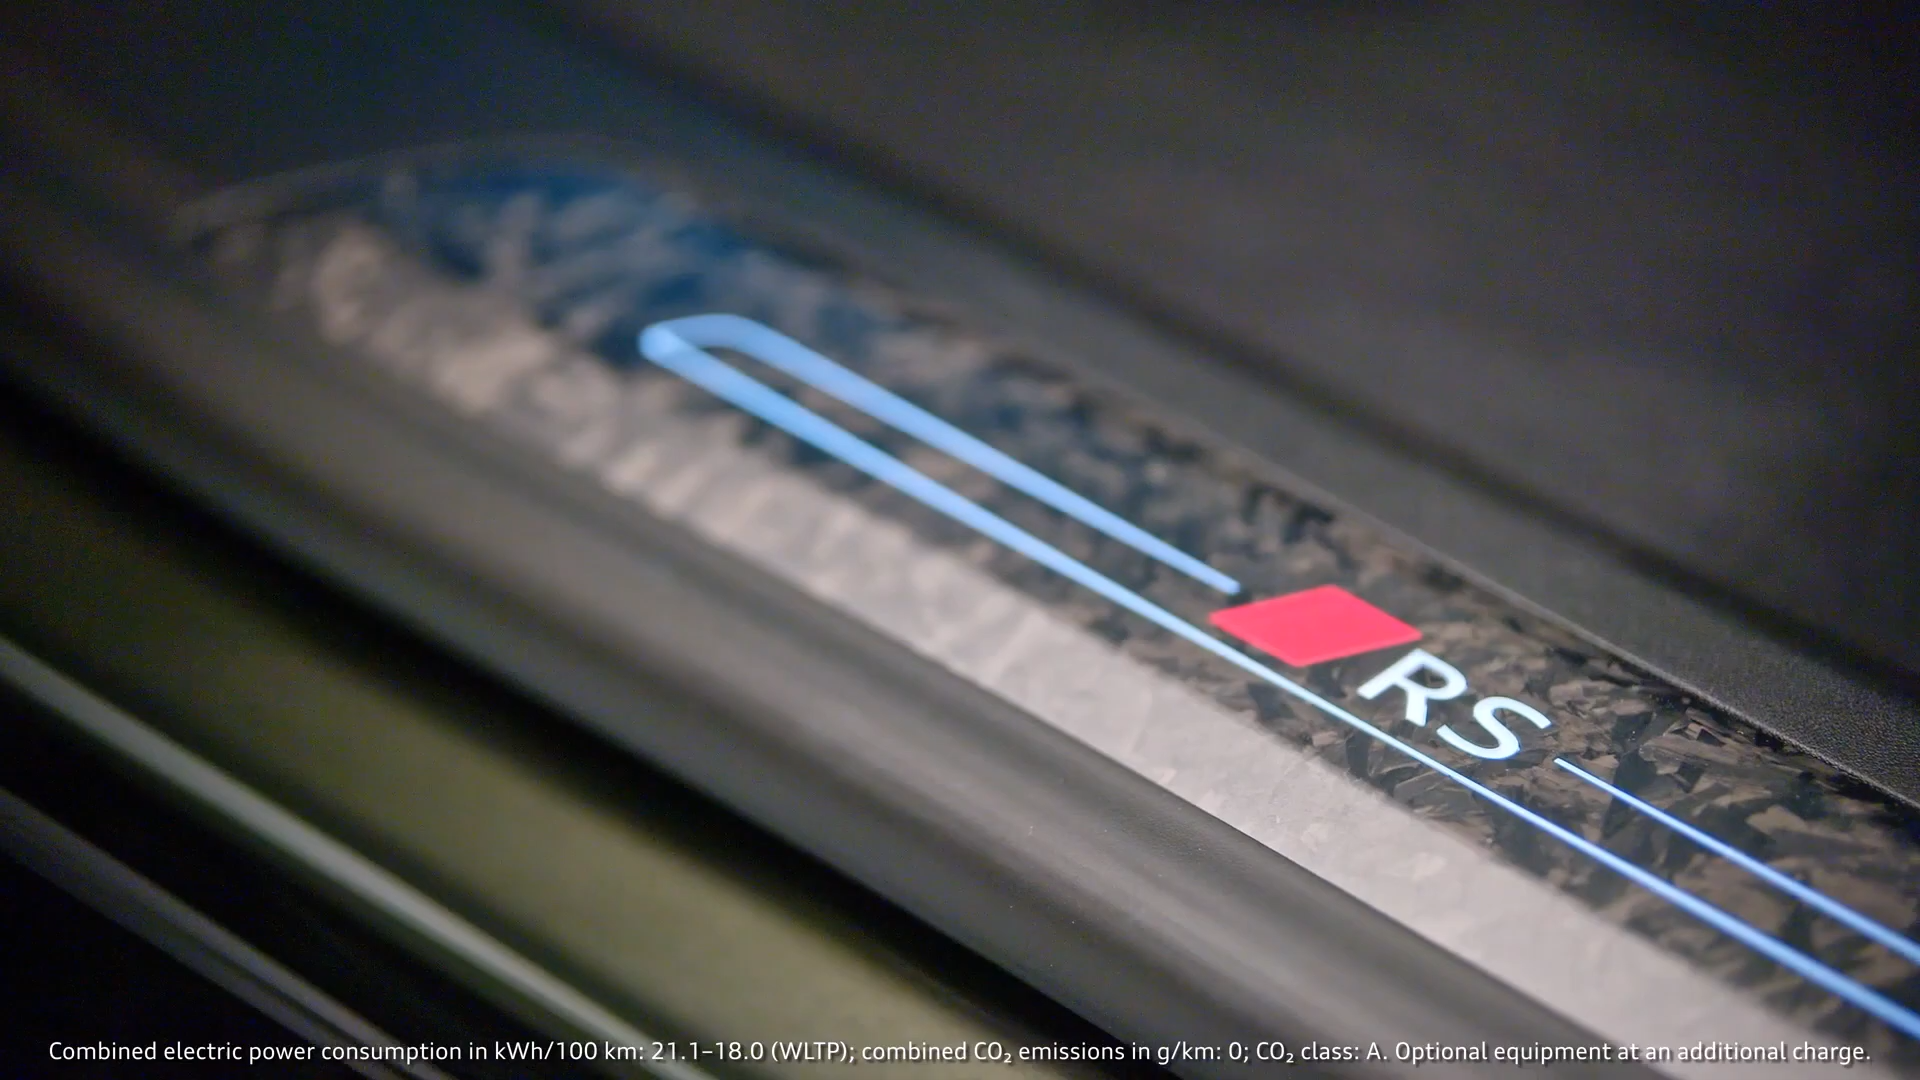 RS
Combined electric power consumption in kWh/100 km: 21.1–18.0 (WLTP); combined CO₂ emissions in g/km: 0; CO₂ class: A. Optional equipment at an additional charge.